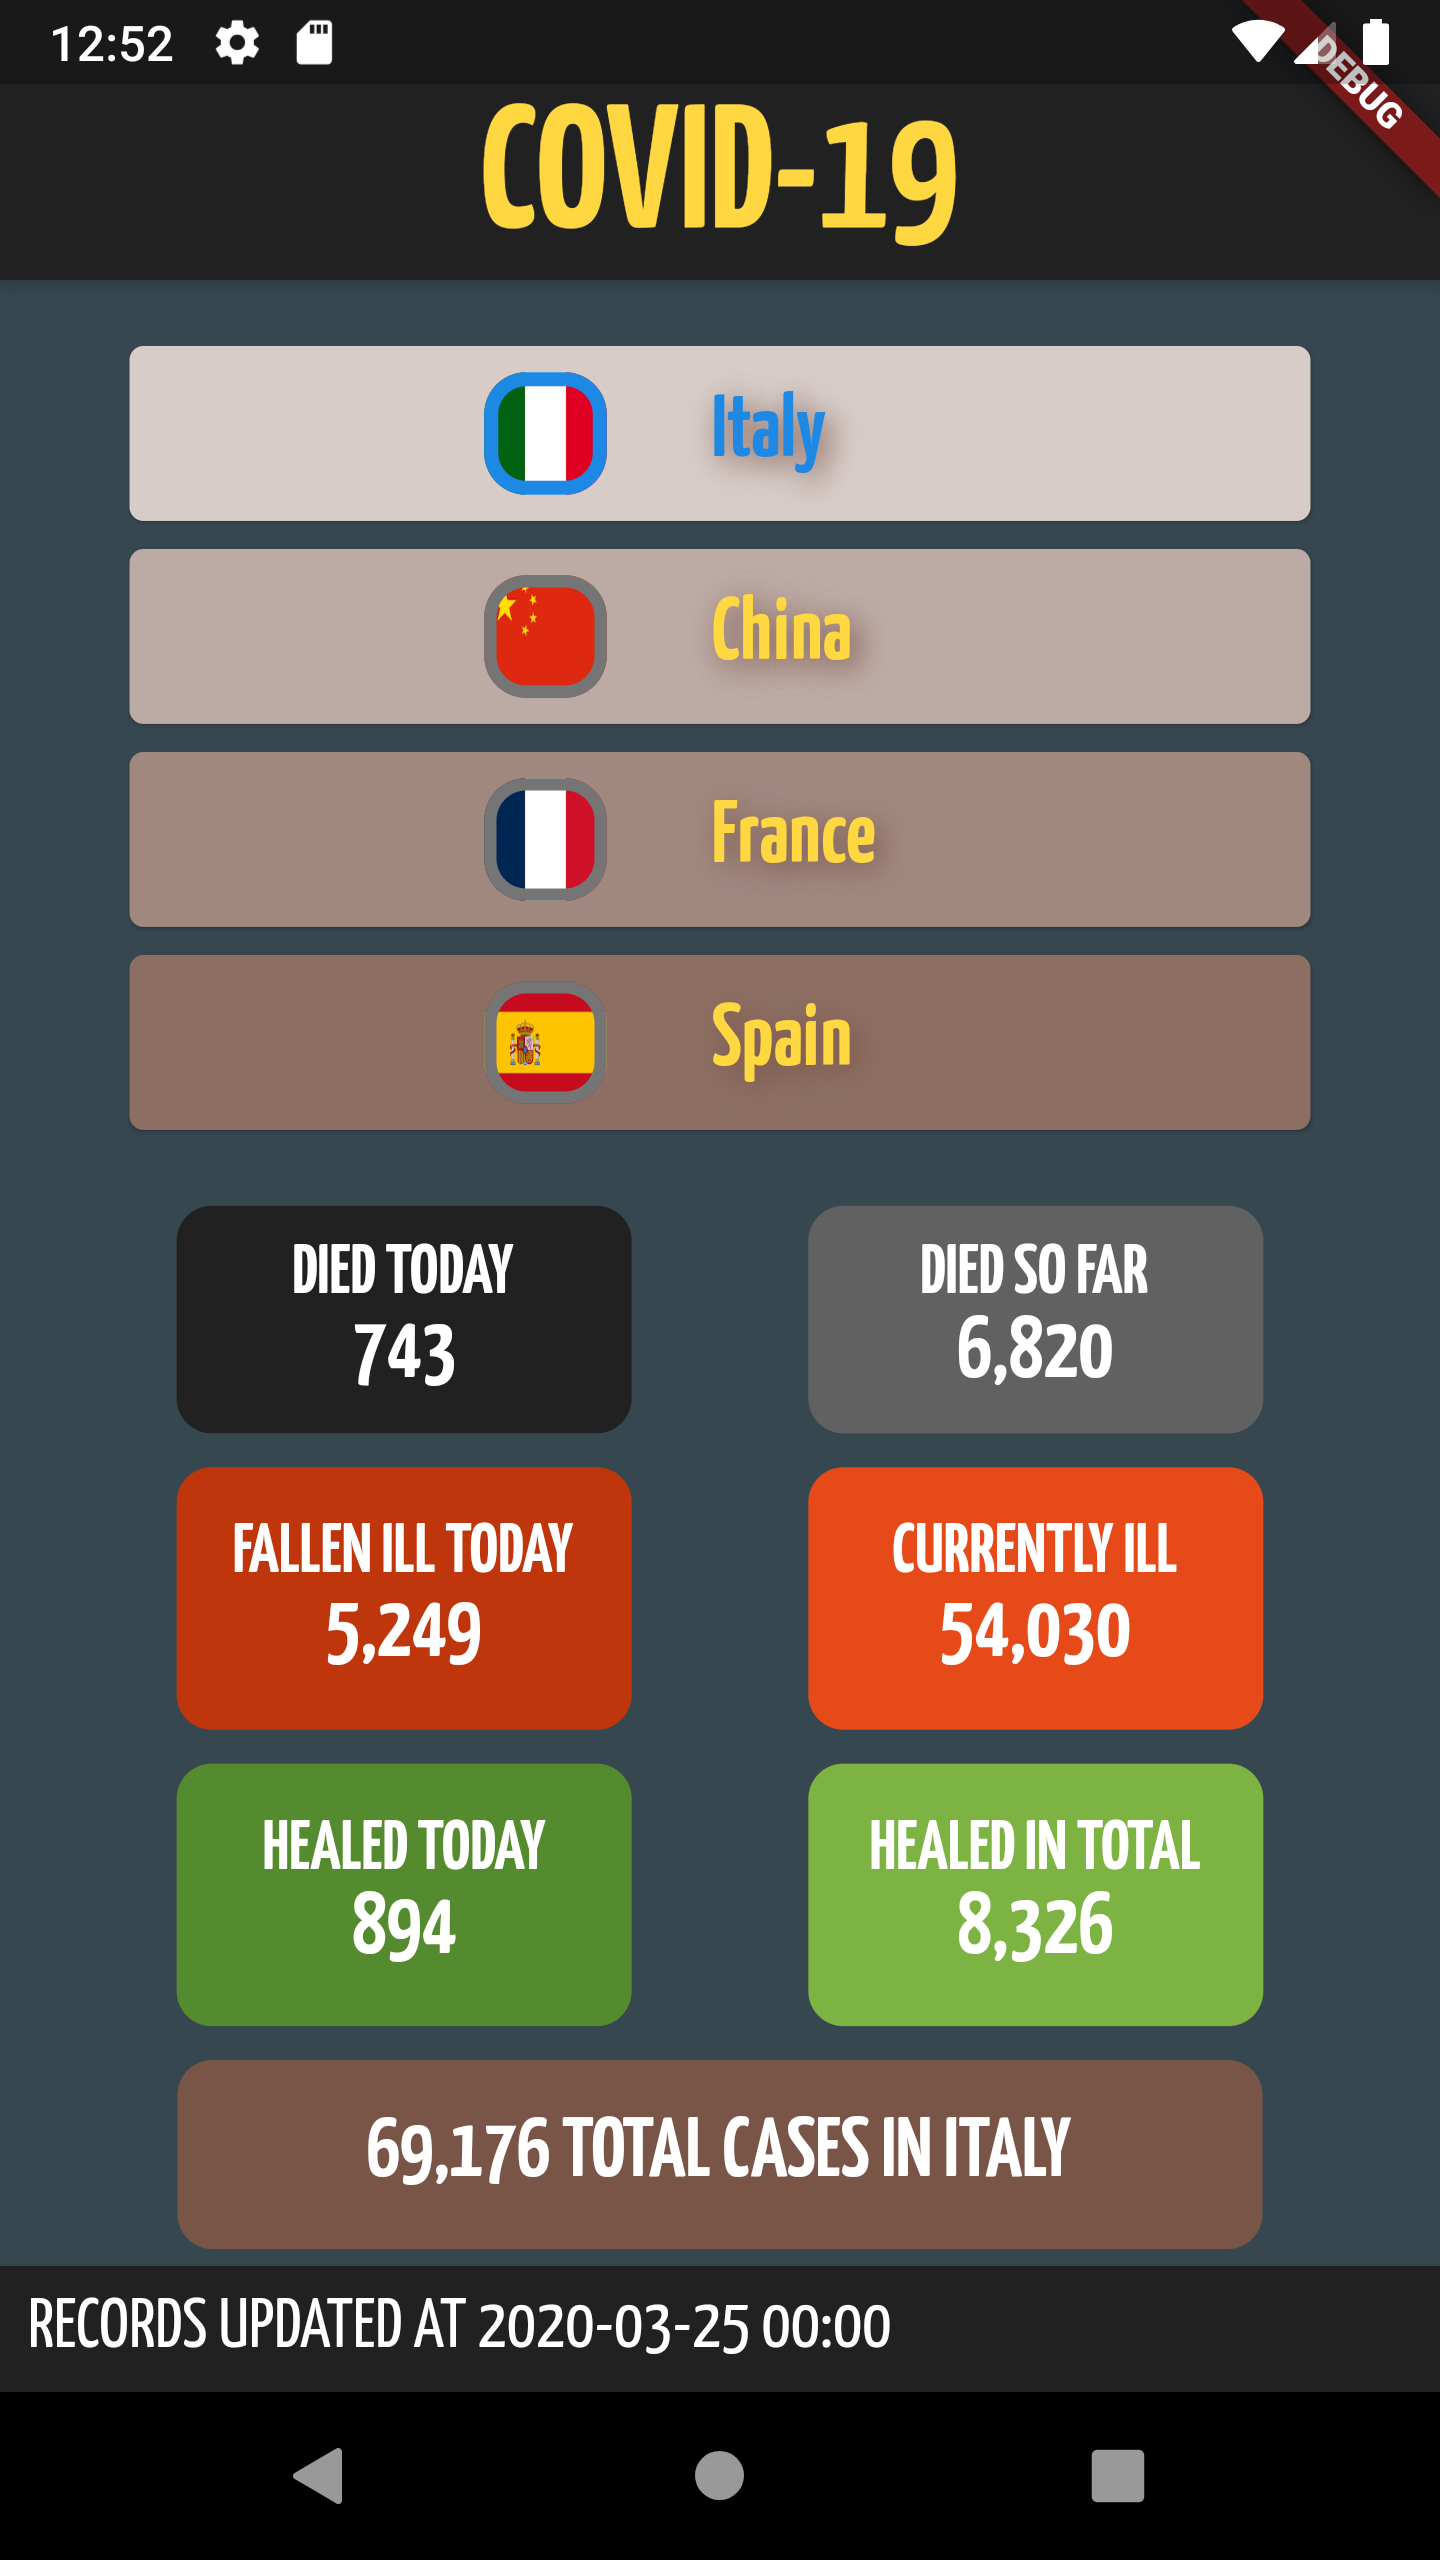 12:52
DEBUG
COVID-19
Italy
China
France
Spain
DIED TODAY
743
DIED SO FAR
6,820
FALLEN ILL TODAY
5,249
CURRENTLY ILL
54,030
HEALED TODAY
894
HEALED IN TOTAL
8,326
69,176 TOTAL CASES IN ITALY
RECORDS UPDATED AT 2020-03-25 00:00